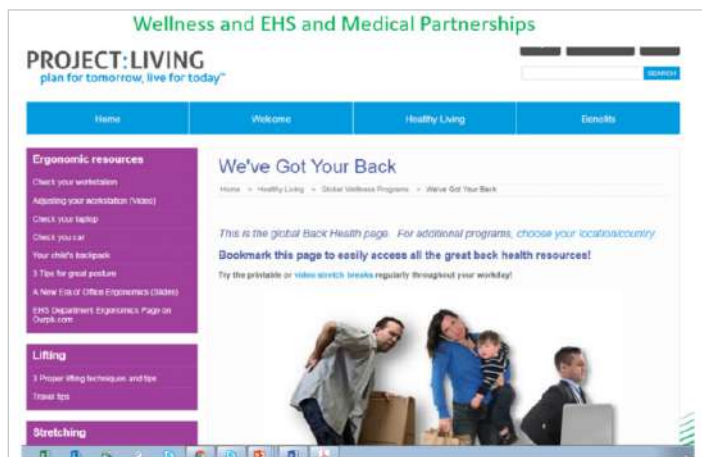 Wellness and EHS and Medical Partnerships
PROJECT:LIVING
plan for tomorrow, live for today™
SEARCH
Home Welcome Healthy Living Benefits
Ergonomic resources
Check your workstation
Adjusting your workstation (Video)
Check your laptop
Check you car
Your child's backpack
3 Tips for great posture
A New Era of Office Ergonomics (Slides)
EHS Department Ergonomics Page on
Lifting
3 Proper lifting techniques and tips
Travel tips
Stretching
We've Got Your Back
Home > Healthy Living > Global Wellness Programs > We've Got Your Back
This is the global Back Health page. For additional programs, choose your location/country
Bookmark this page to easily access all the great back health resources!
Try the printable or video stretch breaks regularly throughout your workday!